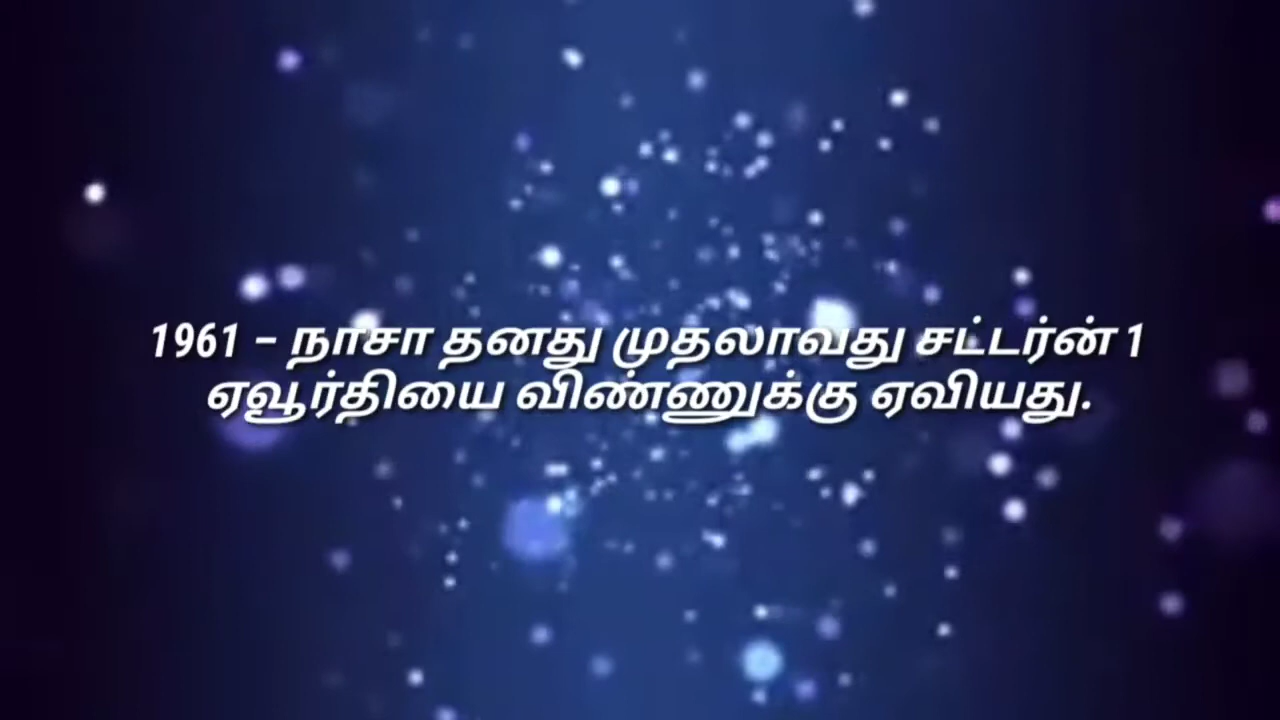 1961 – நாசா தனது முதலாவது சட்டர்ன் 1
ஏவூர்தியை விண்ணுக்கு ஏவியது.